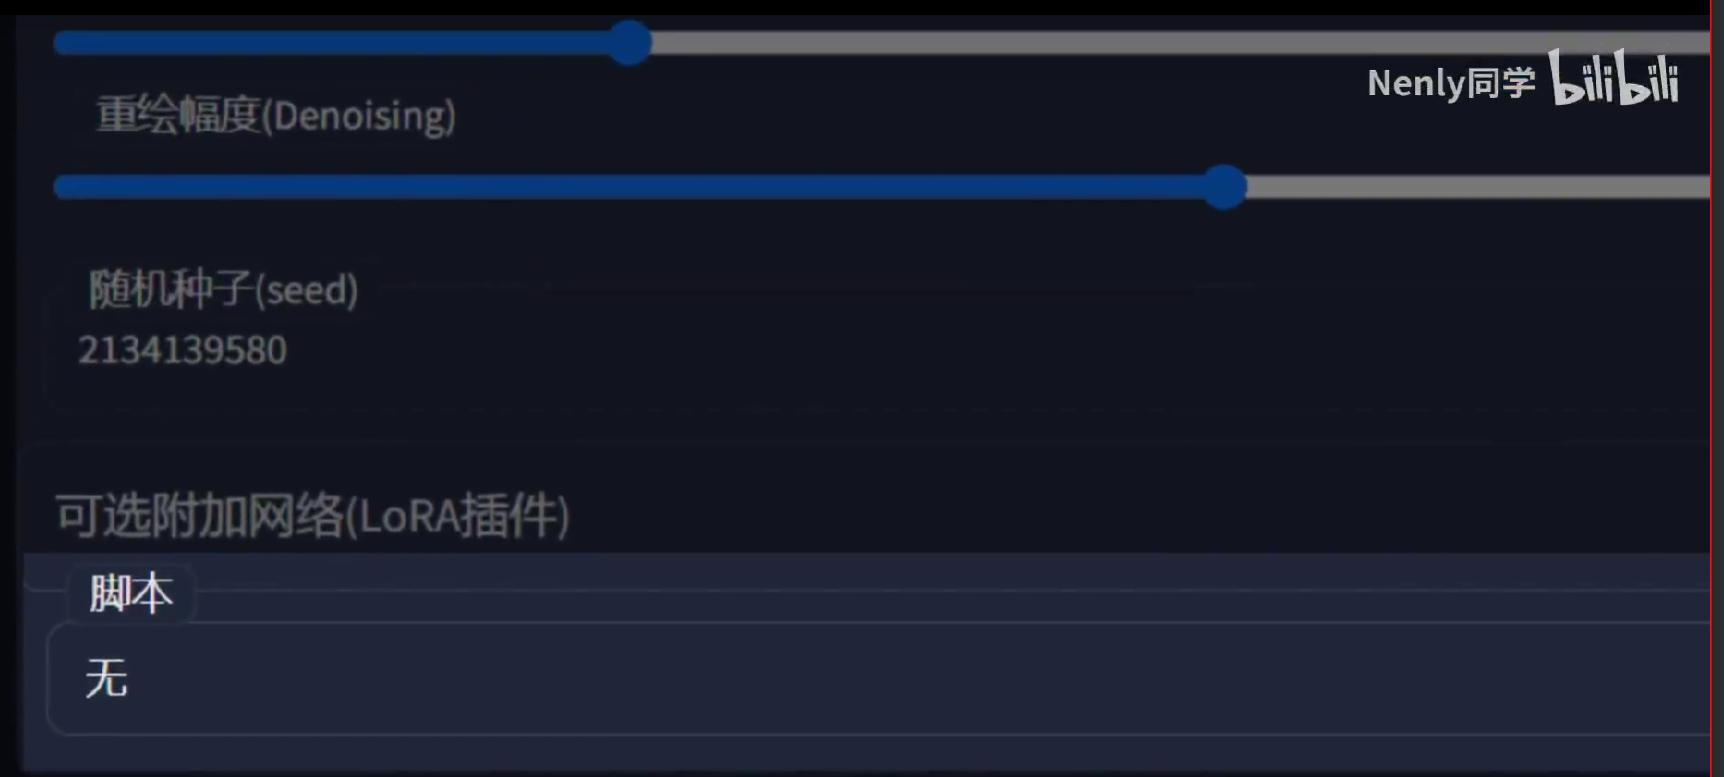 Nenly同学 bilibili
重绘幅度(Denoising)
随机种子(seed)
2134139580
可选附加网络(LoRA插件)
脚本
无